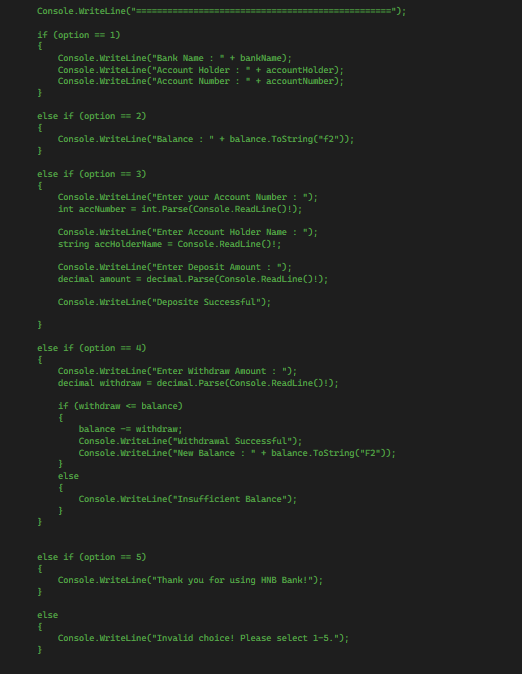 Console.WriteLine("=================================================");
if (option == 1)
{
Console.WriteLine("Bank Name : " + bankName);
Console.WriteLine("Account Holder : " + accountHolder);
Console.WriteLine("Account Number : " + accountNumber);
}
else if (option == 2)
{
Console.WriteLine("Balance : " + balance.ToString("f2"));
}
else if (option == 3)
{
Console.WriteLine("Enter your Account Number : ");
int accNumber = int.Parse(Console.ReadLine()!);
Console.WriteLine("Enter Account Holder Name : ");
string accHolderName = Console.ReadLine()!;
Console.WriteLine("Enter Deposit Amount : ");
decimal amount = decimal.Parse(Console.ReadLine()!);
Console.WriteLine("Deposite Successful");
}
else if (option == 4)
{
Console.WriteLine("Enter Withdraw Amount : ");
decimal withdraw = decimal.Parse(Console.ReadLine()!);
if (withdraw <= balance)
{
balance -= withdraw;
Console.WriteLine("Withdrawal Successful");
Console.WriteLine("New Balance : " + balance.ToString("F2"));
}
else
{
Console.WriteLine("Insufficient Balance");
}
}
else if (option == 5)
{
Console.WriteLine("Thank you for using HNB Bank!");
}
else
{
Console.WriteLine("Invalid choice! Please select 1-5.");
}